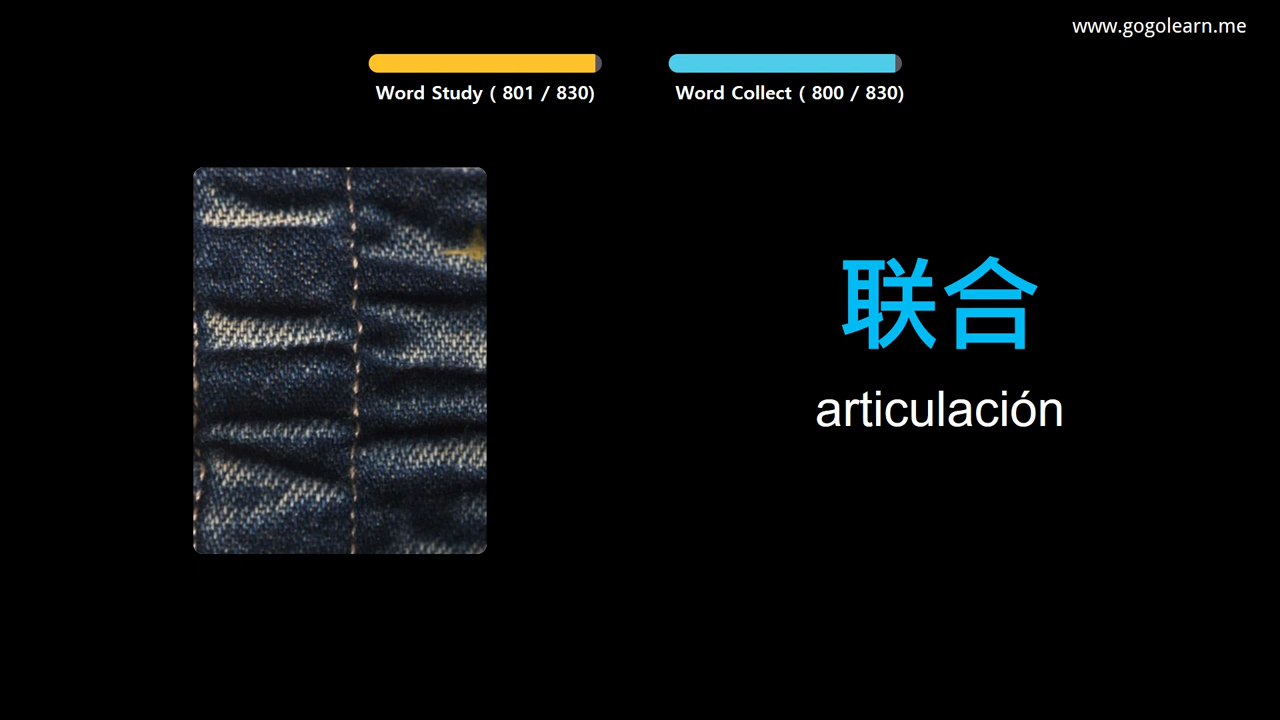 www.gogolearn.me
Word Study ( 801 / 830)
Word Collect ( 800 / 830)
联合
articulación